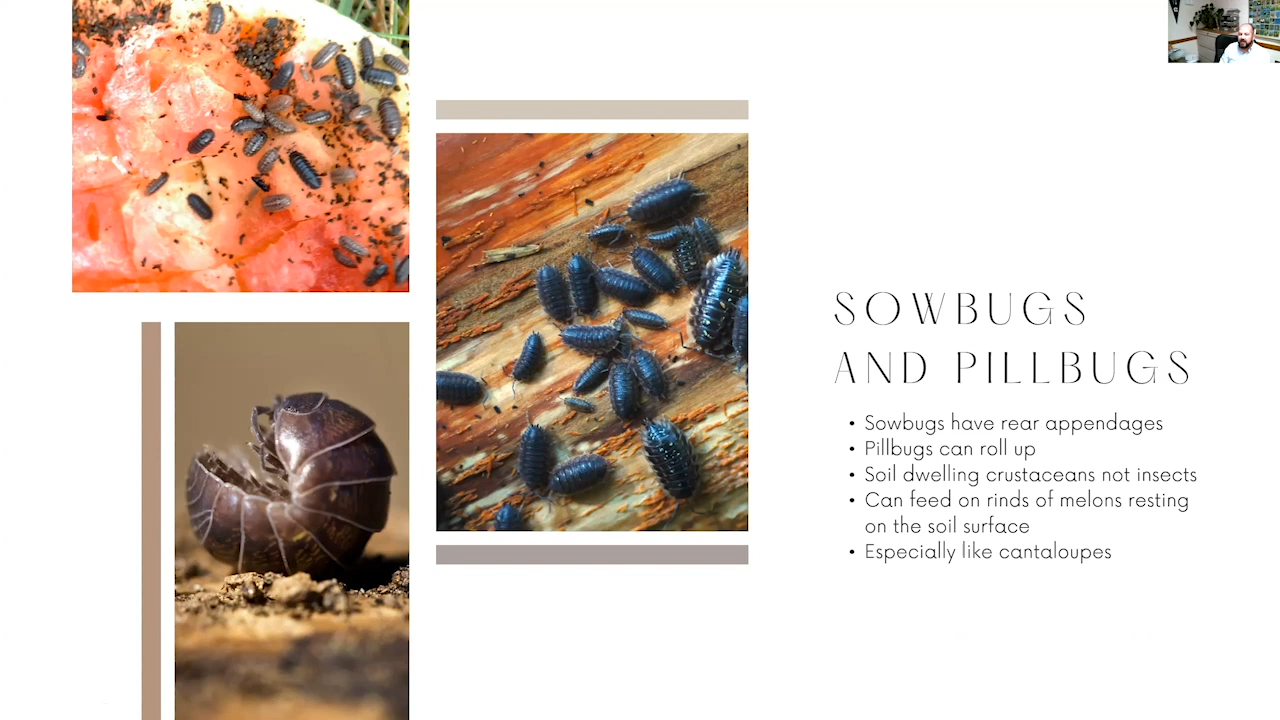 SOWBUGS
AND PILLBUGS
• Sowbugs have rear appendages
• Pillbugs can roll up
• Soil dwelling crustaceans not insects
• Can feed on rinds of melons resting
on the soil surface
• Especially like cantaloupes